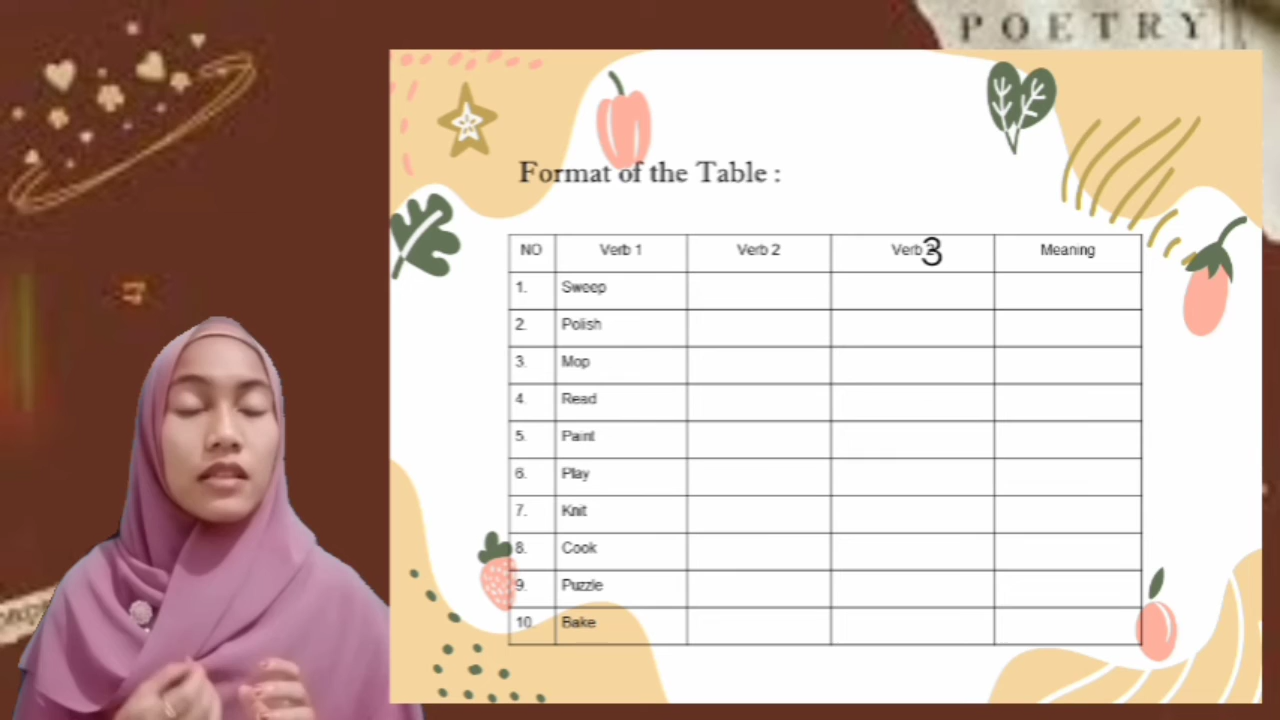 POETRY
Format of the Table :
NO Verb 1 Verb 2 Verb 3 Meaning
1. Sweep
2. Polish
3. Mop
4. Read
5. Paint
6. Play
7. Knit
8. Cook
9. Puzzle
10. Bake